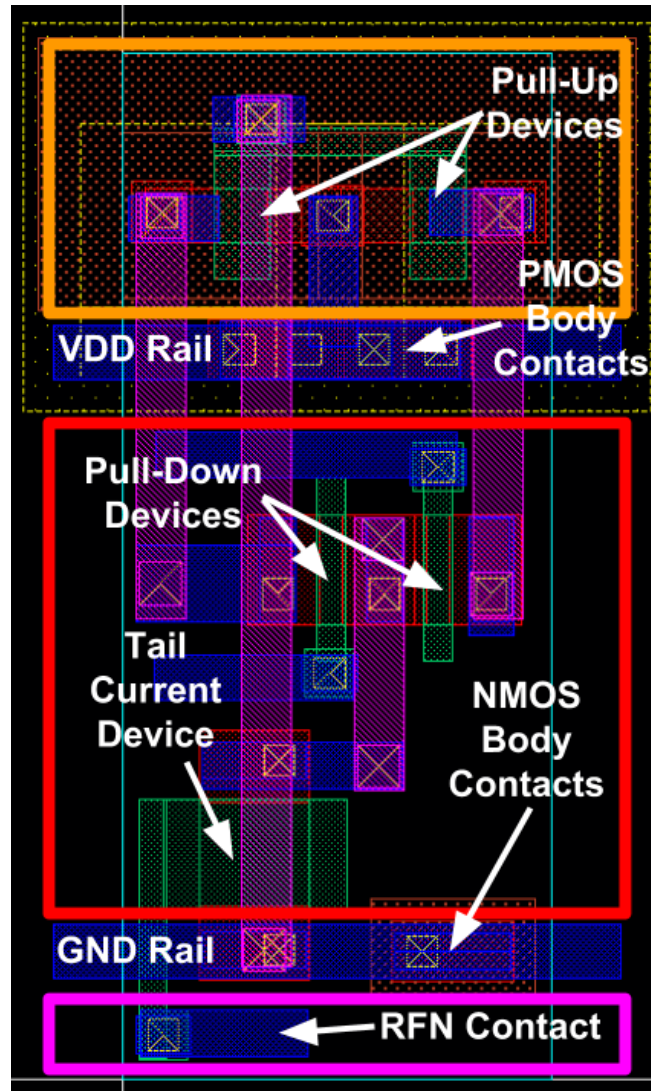 Pull-Up
Devices
PMOS
Body
Contacts
VDD Rail
Pull-Down
Devices
Tail
Current
Device
NMOS
Body
Contacts
GND Rail
RFN Contact